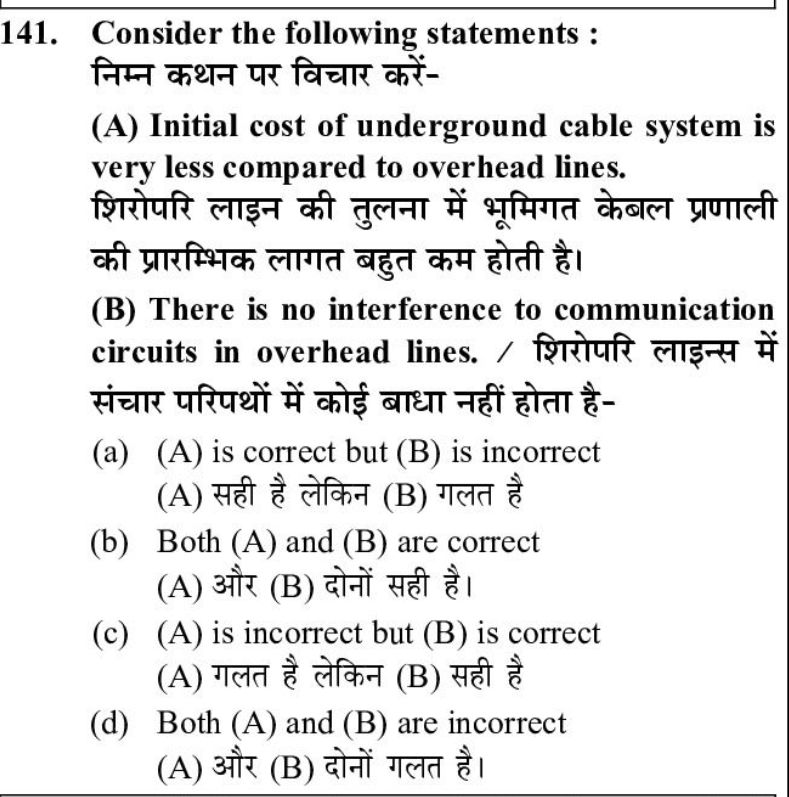 141. Consider the following statements :
निम्न कथन पर विचार करें-
(A) Initial cost of underground cable system is
very less compared to overhead lines.
शिरोपरि लाइन की तुलना में भूमिगत केबल प्रणाली
की प्रारम्भिक लागत बहुत कम होती है।
(B) There is no interference to communication
circuits in overhead lines. / शिरोपरि लाइन्स में
संचार परिपथों में कोई बाधा नहीं होता है-
(a) (A) is correct but (B) is incorrect
(A) सही है लेकिन (B) गलत है
(b) Both (A) and (B) are correct
(A) और (B) दोनों सही है।
(c) (A) is incorrect but (B) is correct
(A) गलत है लेकिन (B) सही है
(d) Both (A) and (B) are incorrect
(A) और (B) दोनों गलत है।